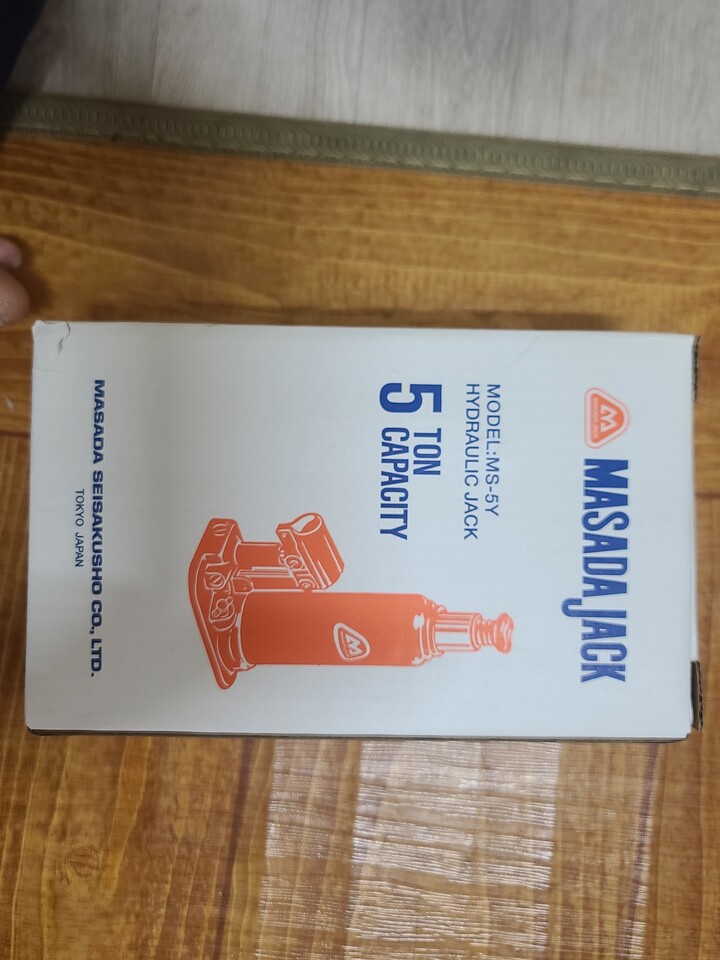 MASADA JACK
MODEL:MS-5Y
HYDRAULIC JACK
5 TON
CAPACITY
MASADA SEISAKUSHO CO., LTD.
TOKYO JAPAN